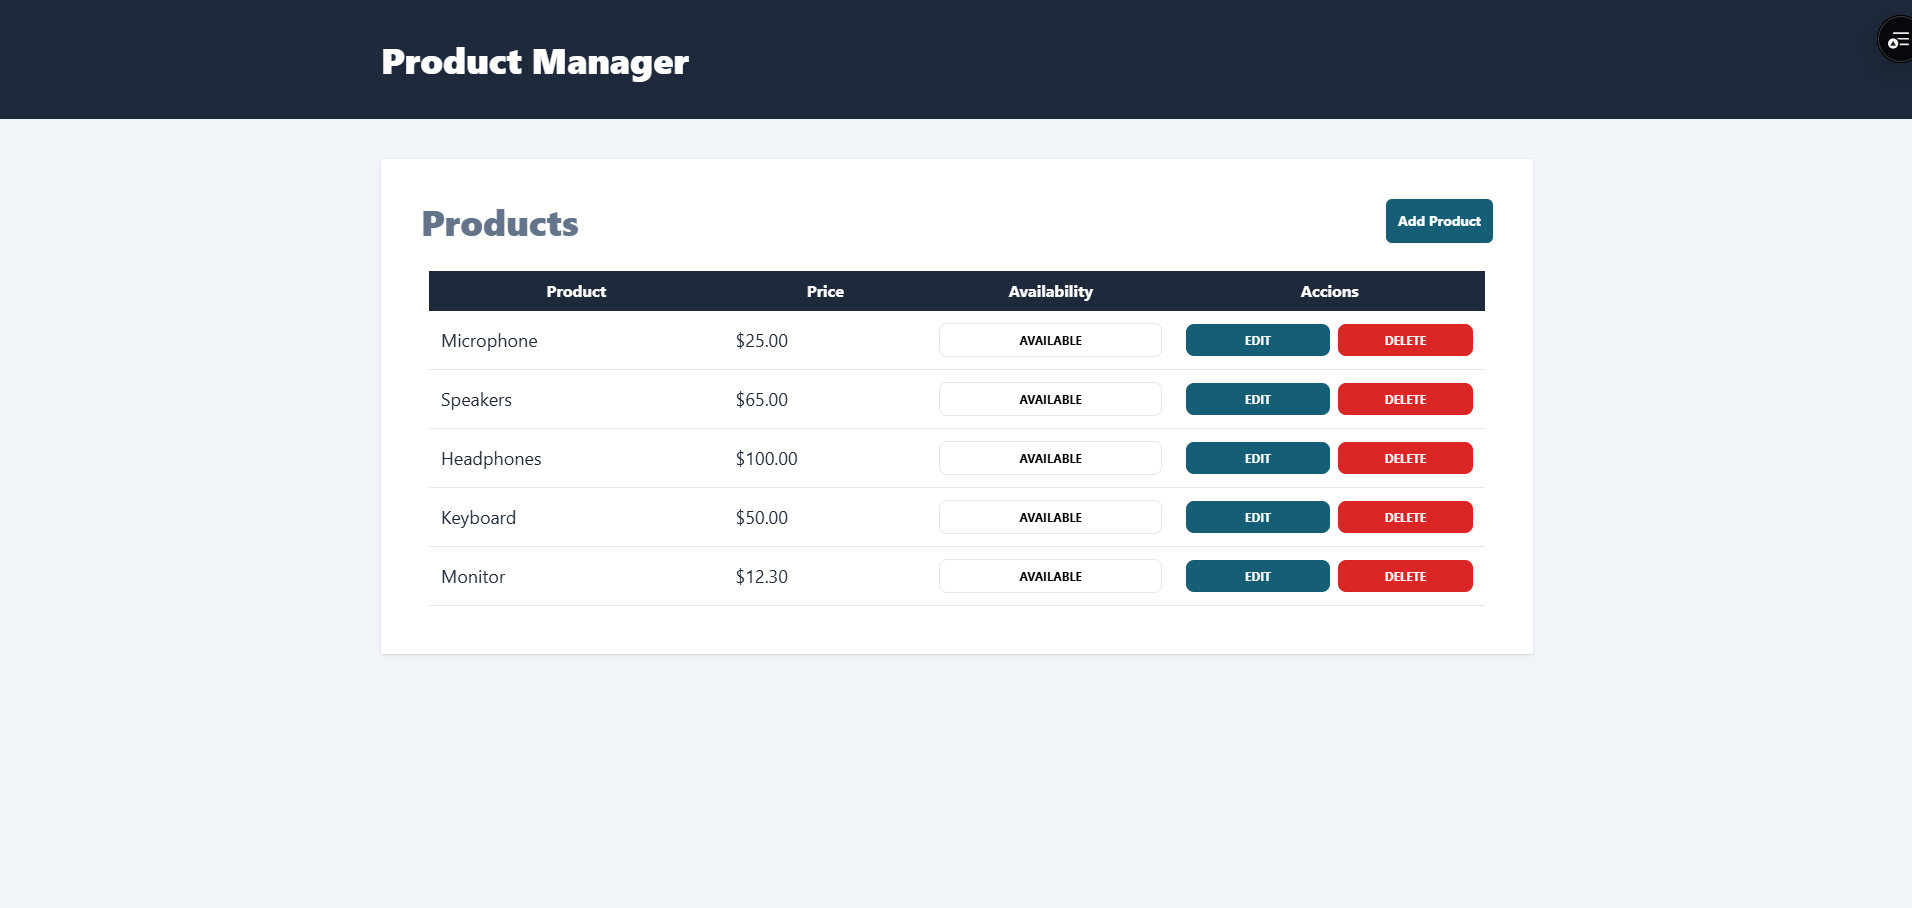 Product Manager
Products
Add Product
Product Price Availability Accions
Microphone $25.00 AVAILABLE EDIT DELETE
Speakers $65.00 AVAILABLE EDIT DELETE
Headphones $100.00 AVAILABLE EDIT DELETE
Keyboard $50.00 AVAILABLE EDIT DELETE
Monitor $12.30 AVAILABLE EDIT DELETE